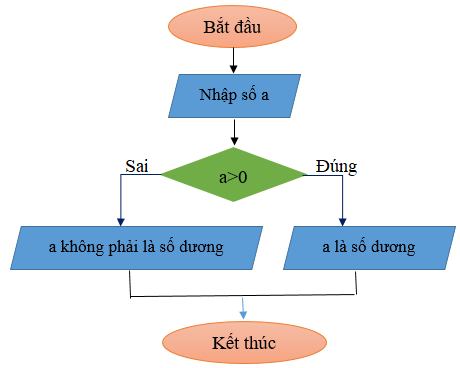 Bắt đầu
Nhập số a
a>0
Sai
Đúng
a không phải là số dương
a là số dương
Kết thúc